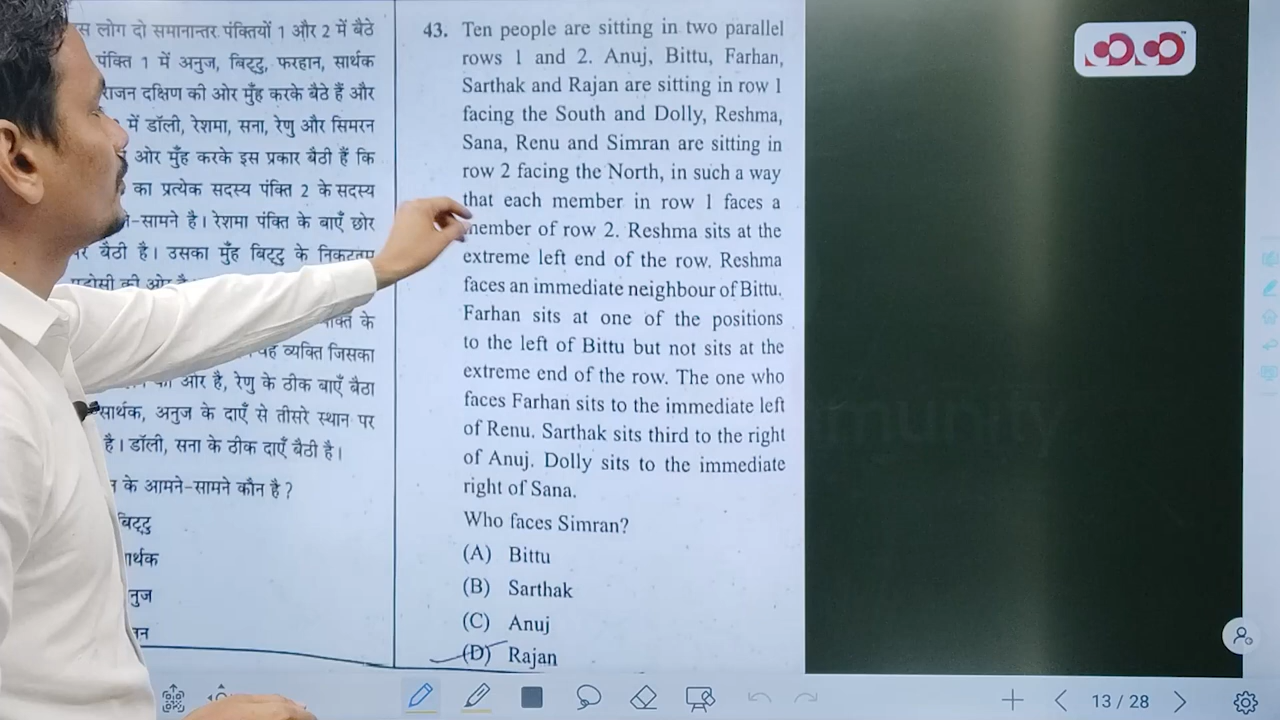 स लोग दो समानान्तर पंक्तियों 1 और 2 में बैठे
पंक्ति 1 में अनुज, बिट्टु, फरहान, सार्थक
राजन दक्षिण की ओर मुँह करके बैठे हैं और
में डॉली, रेशमा, सना, रेणु और सिमरन
ओर मुँह करके इस प्रकार बैठी हैं कि
का प्रत्येक सदस्य पंक्ति 2 के सदस्य
-सामने है। रेशमा पंक्ति के बाएँ छोर
बैठी है। उसका मुँह बिट्टु के निकटतम
की ओर
के
वह व्यक्ति जिसका
ओर है, रेणु के ठीक बाएँ बैठा
सार्थक, अनुज के दाएँ से तीसरे स्थान पर
है। डॉली, सना के ठीक दाएँ बैठी है।
के आमने-सामने कौन है ?
बिट्टु
र्थक
नुज
43. Ten people are sitting in two parallel
rows 1 and 2. Anuj, Bittu, Farhan,
Sarthak and Rajan are sitting in row 1
facing the South and Dolly, Reshma,
Sana, Renu and Simran are sitting in
row 2 facing the North, in such a way
that each member in row 1 faces a
member of row 2. Reshma sits at the
extreme left end of the row. Reshma
faces an immediate neighbour of Bittu.
Farhan sits at one of the positions
to the left of Bittu but not sits at the
extreme end of the row. The one who
faces Farhan sits to the immediate left
of Renu. Sarthak sits third to the right
of Anuj. Dolly sits to the immediate
right of Sana.
Who faces Simran?
(A) Bittu
(B) Sarthak
(C) Anuj
(D) Rajan
munity
13 / 28